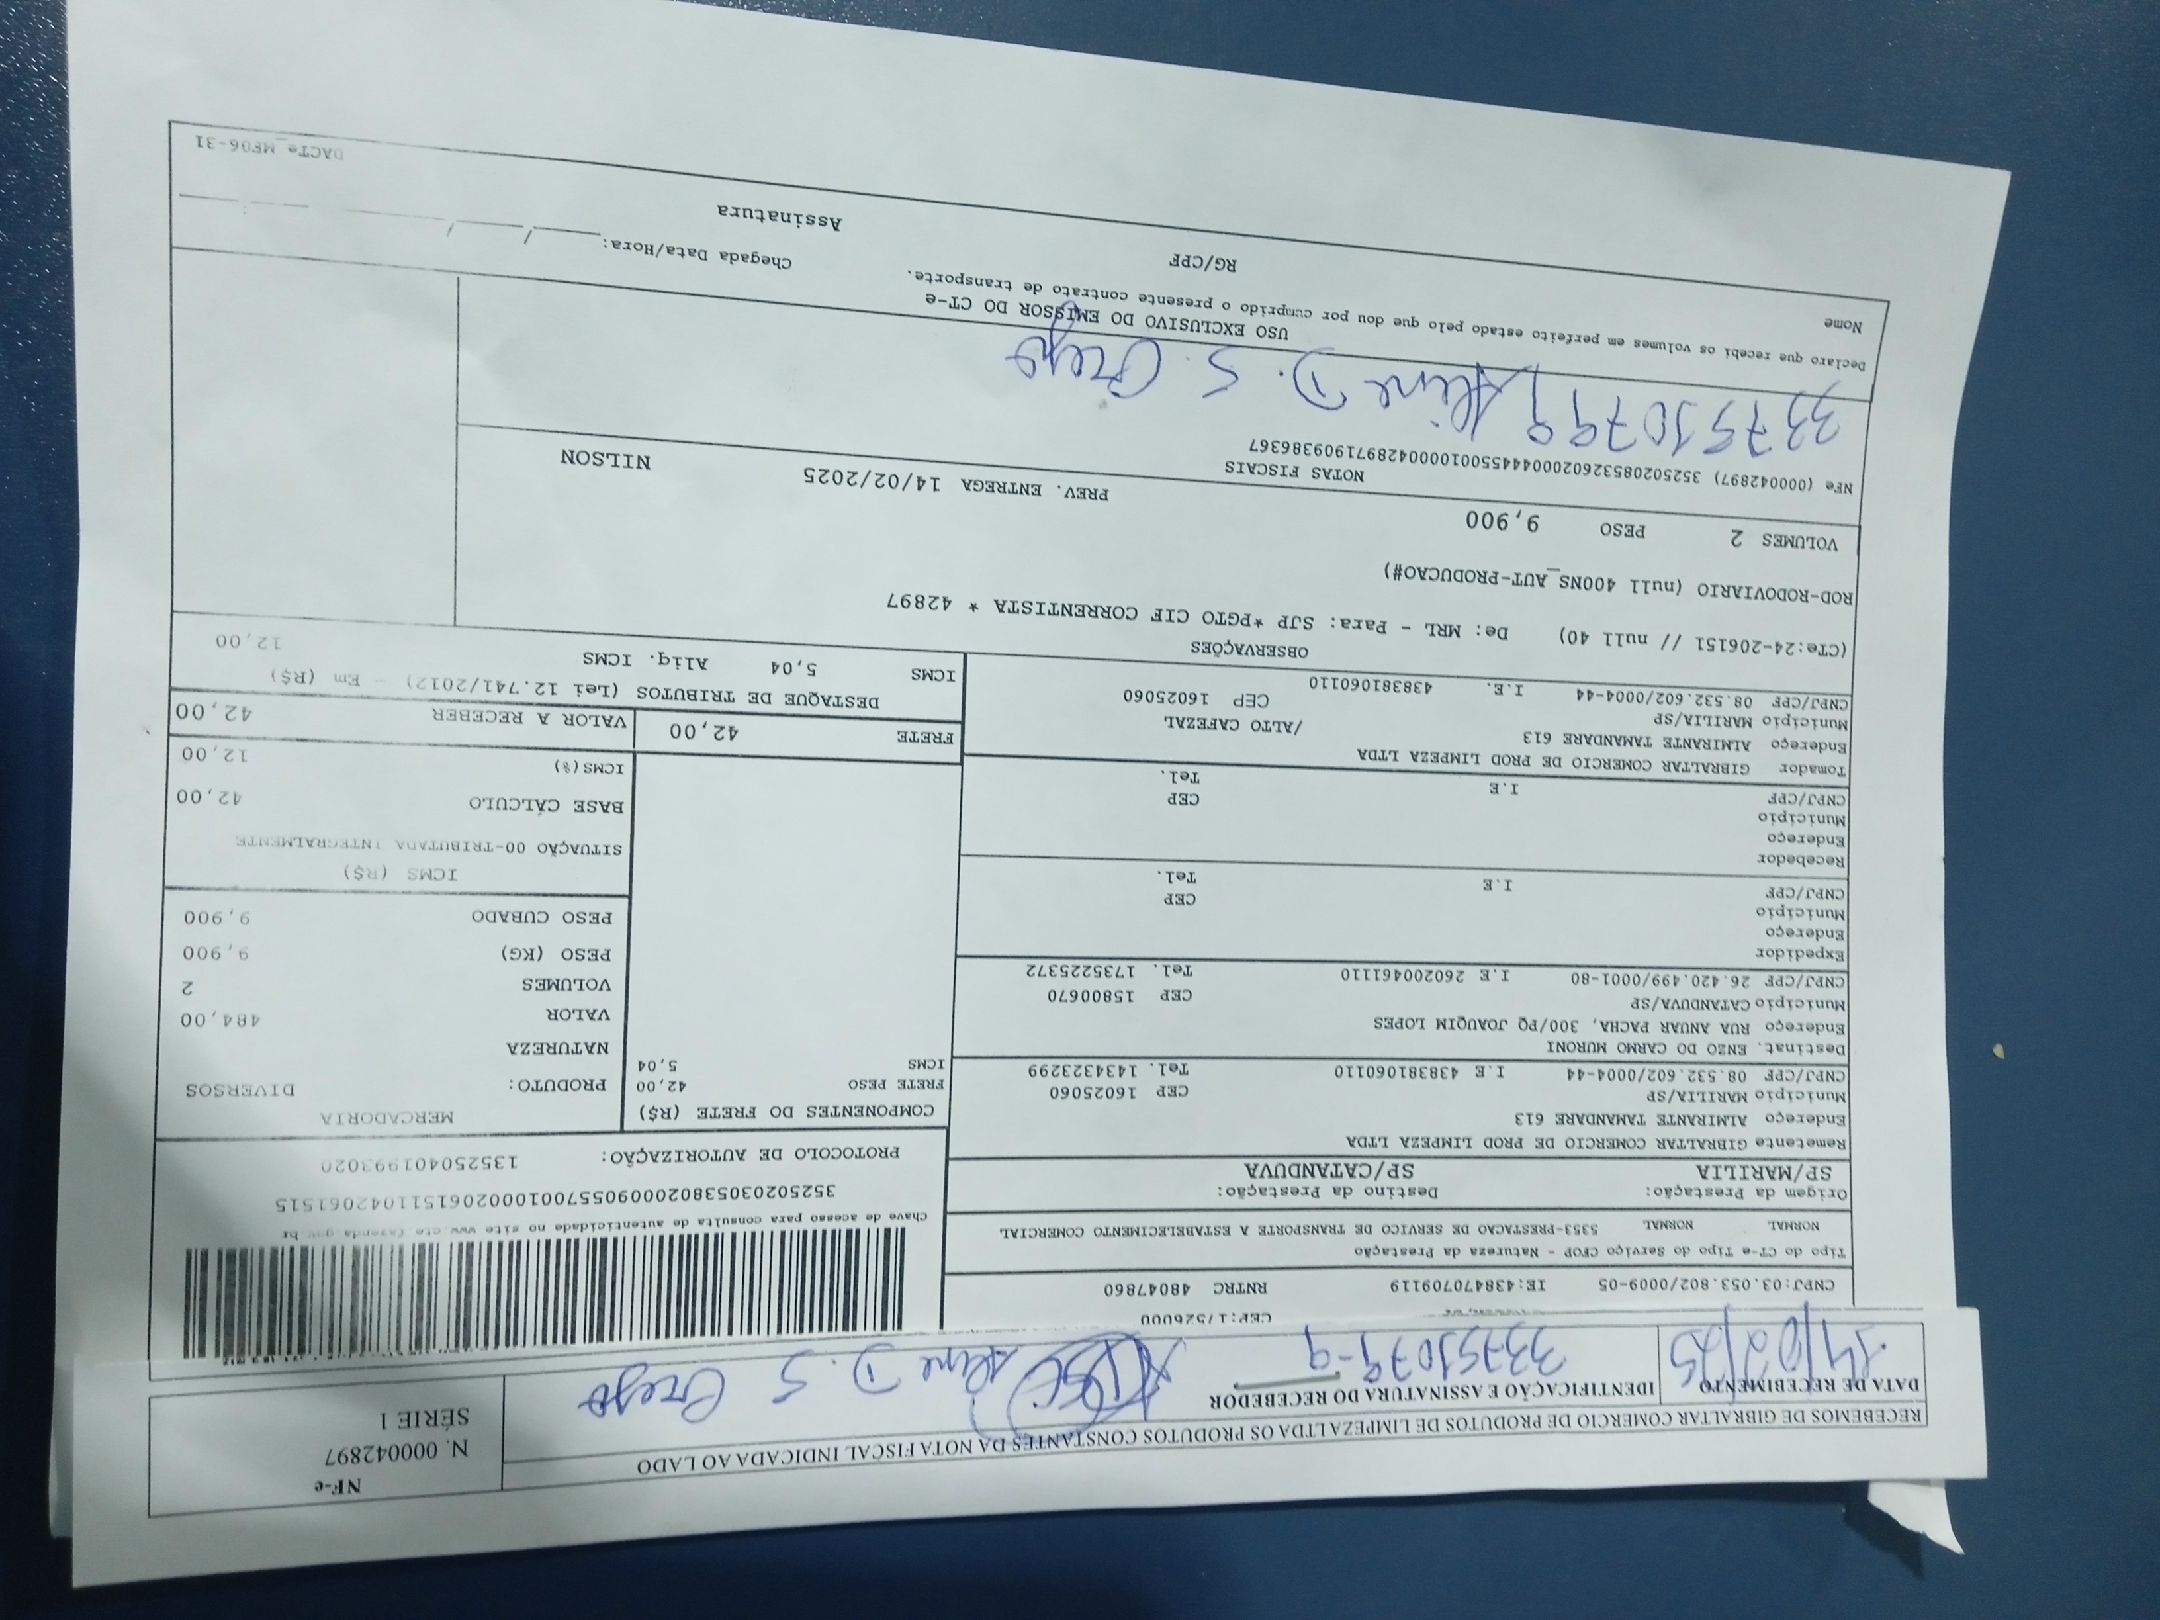 NF-e
N. 000042897
SÉRIE 1
RECEBEMOS DE GIBRALTAR COMERCIO DE PRODUTOS DE LIMPEZA LTDA OS PRODUTOS CONSTANTES DA NOTA FISCAL INDICADA AO LADO
DATA DE RECEBIMENTO
IDENTIFICAÇÃO E ASSINATURA DO RECEBEDOR
14/02/25
33751079-9 Aline D. S.
CEP:17526000
CNPJ:03.053.802/0009-05 IE:438470709119 RNTRC 48047860
Tipo do CT-e Tipo do Serviço CFOP - Natureza da Prestação
NORMAL NORMAL 5353-PRESTACAO DE SERVICO DE TRANSPORTE A ESTABELECIMENTO COMERCIAL
Chave de acesso para consulta de autenticidade no site www.cte.fazenda.gov.br
35250203053802000905570010002061511042061515
Origem da Prestação: Destino da Prestação:
SP/MARILIA SP/CATANDUVA
PROTOCOLO DE AUTORIZAÇÃO: 135250401993020
Remetente GIBRALTAR COMERCIO DE PROD LIMPEZA LTDA
Endereço ALMIRANTE TAMANDARE 613
Município MARILIA/SP CEP 16025060
CNPJ/CPF 08.532.602/0004-44 I.E 438381060110 Tel. 1434323299
Destinat. ENZO DO CARMO MURONI
Endereço RUA ANUAR PACHA, 300/PQ JOAUQIM LOPES
Município CATANDUVA/SP CEP 15800670
CNPJ/CPF 26.420.499/0001-80 I.E 260200461110 Tel. 1735225372
Expedidor
Endereço
Município CEP
CNPJ/CPF I.E Tel.
Recebedor
Endereço
Município CEP
CNPJ/CPF I.E Tel.
Tomador GIBRALTAR COMERCIO DE PROD LIMPEZA LTDA
Endereço ALMIRANTE TAMANDARE 613 /ALTO CAFEZAL
Município MARILIA/SP CEP 16025060
CNPJ/CPF 08.532.602/0004-44 I.E. 438381060110
COMPONENTES DO FRETE (R$)
FRETE PESO 42,00
ICMS 5,04
MERCADORIA
PRODUTO: DIVERSOS
NATUREZA
VALOR 484,00
VOLUMES 2
PESO (KG) 9,900
PESO CUBADO 9,900
ICMS (R$)
SITUAÇÃO 00-TRIBUTADA INTEGRALMENTE
BASE CÁLCULO 42,00
ICMS(%) 12,00
FRETE 42,00 VALOR A RECEBER 42,00
DESTAQUE DE TRIBUTOS (Lei 12.741/2012) - Em (R$)
ICMS 5,04 Aliq. ICMS 12,00
OBSERVAÇÕES
(CTe:24-206151 // null 40) De: MRL - Para: SJP *PGTO CIF CORRENTISTA * 42897
ROD-RODOVIARIO (null 400NS_AUT-PRODUCAO#)
VOLUMES 2 PESO 9,900 PREV. ENTREGA 14/02/2025 NILSON
NOTAS FISCAIS
NFe (000042897) 35250208532602000444550010000428971909386367
337510799 Aline D. S.
USO EXCLUSIVO DO EMISSOR DO CT-e
Declaro que recebi os volumes em perfeito estado pelo que dou por cumprido o presente contrato de transporte.
Nome RG/CPF Chegada Data/Hora: / /
Assinatura
DACTe_MF06-31